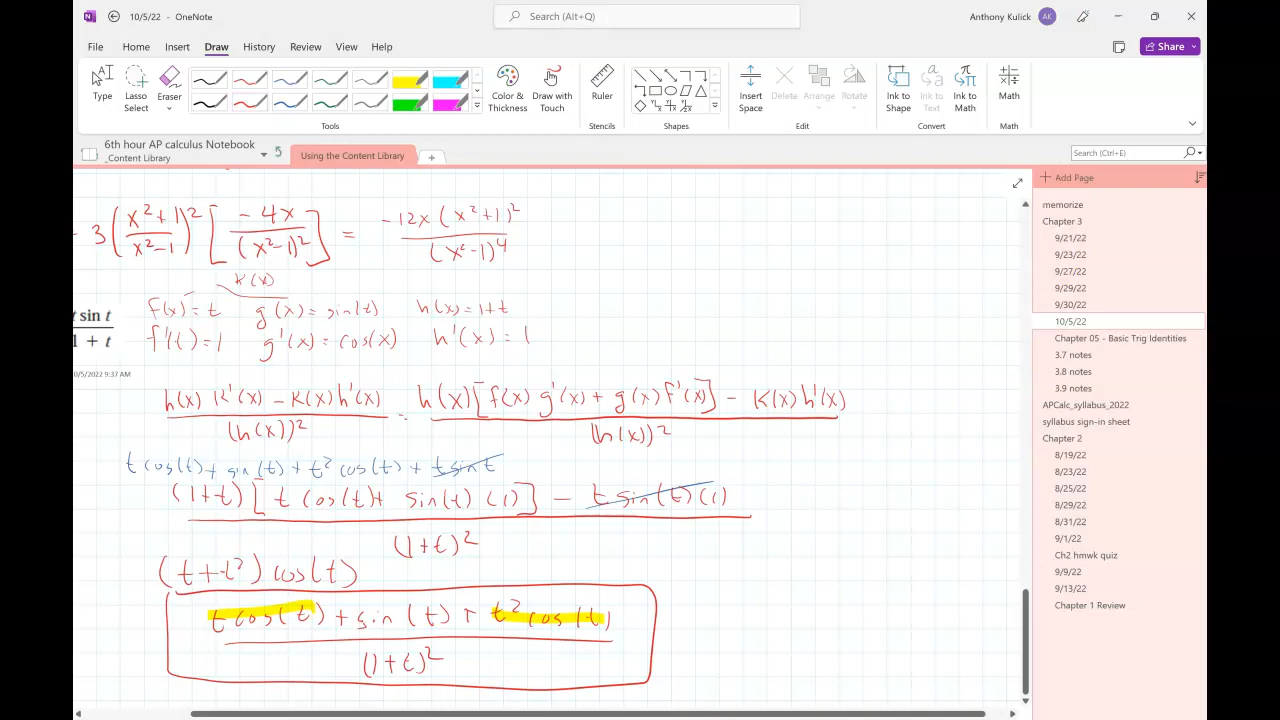 10/5/22 - OneNote
Search (Alt+Q)
Anthony Kulick AK
File Home Insert Draw History Review View Help
Share
Type
Lasso Select
Eraser
Color & Thickness
Draw with Touch
Ruler
Insert Space
Delete
Arrange
Rotate
Ink to Shape
Ink to Text
Ink to Math
Math
Tools Stencils Shapes Edit Convert Math
6th hour AP calculus Notebook
_Content Library
Using the Content Library
Search (Ctrl+E)
Add Page
memorize
Chapter 3
9/21/22
9/23/22
9/27/22
9/29/22
9/30/22
10/5/22
Chapter 05 - Basic Trig Identities
3.7 notes
3.8 notes
3.9 notes
APCalc_syllabus_2022
syllabus sign-in sheet
Chapter 2
8/19/22
8/23/22
8/25/22
8/29/22
8/31/22
9/1/22
Ch2 hmwk quiz
9/9/22
9/13/22
Chapter 1 Review
- 3 (x²+1 / x²-1)² [-4x / (x²-1)²] = -12x(x²+1)² / (x²-1)⁴
K(x)
t sin t / 1 + t
f(x) = t g(x) = sin(t) h(x) = 1+t
f'( ) = 1 g'(x) = cos(x) h'(x) = 1
10/5/2022 9:37 AM
h(x) K'(x) - K(x) h'(x) / (h(x))² = h(x)[f(x) g'(x) + g(x) f'(x)] - K(x) h'(x) / (h(x))²
t cos(t) + sin(t) + t² cos(t) + t sin t
(1+t)[t cos(t) + sin(t) (1)] - t sin(t) (1) / (1+t)²
(t+t²) cos(t)
t cos(t) + sin(t) + t² cos(t) / (1+t)²